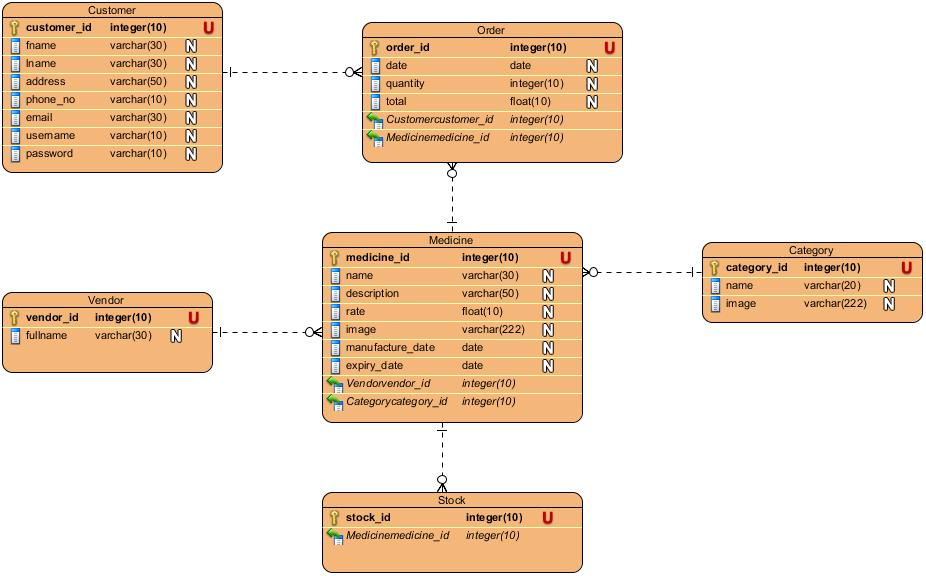 Customer
customer_id integer(10) U
fname varchar(30) N
lname varchar(30) N
address varchar(50) N
phone_no varchar(10) N
email varchar(30) N
username varchar(10) N
password varchar(10) N
Order
order_id integer(10) U
date date N
quantity integer(10) N
total float(10) N
Customercustomer_id integer(10)
Medicinemedicine_id integer(10)
Medicine
medicine_id integer(10) U
name varchar(30) N
description varchar(50) N
rate float(10) N
image varchar(222) N
manufacture_date date N
expiry_date date N
Vendorvendor_id integer(10)
Categorycategory_id integer(10)
Category
category_id integer(10) U
name varchar(20) N
image varchar(222) N
Vendor
vendor_id integer(10) U
fullname varchar(30) N
Stock
stock_id integer(10) U
Medicinemedicine_id integer(10)